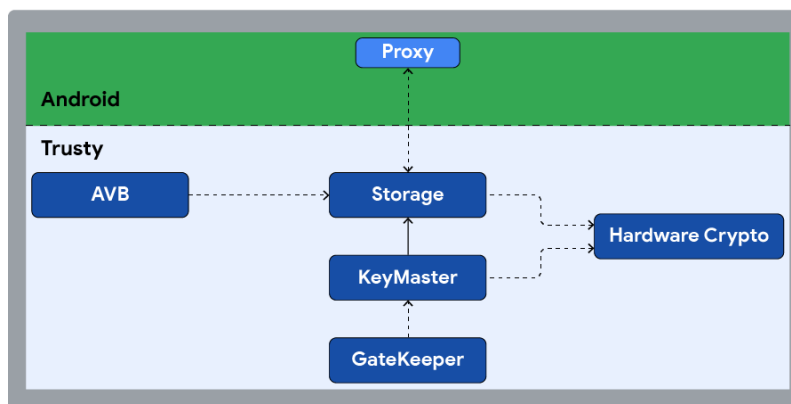 Proxy
Android
Trusty
AVB
Storage
Hardware Crypto
KeyMaster
GateKeeper